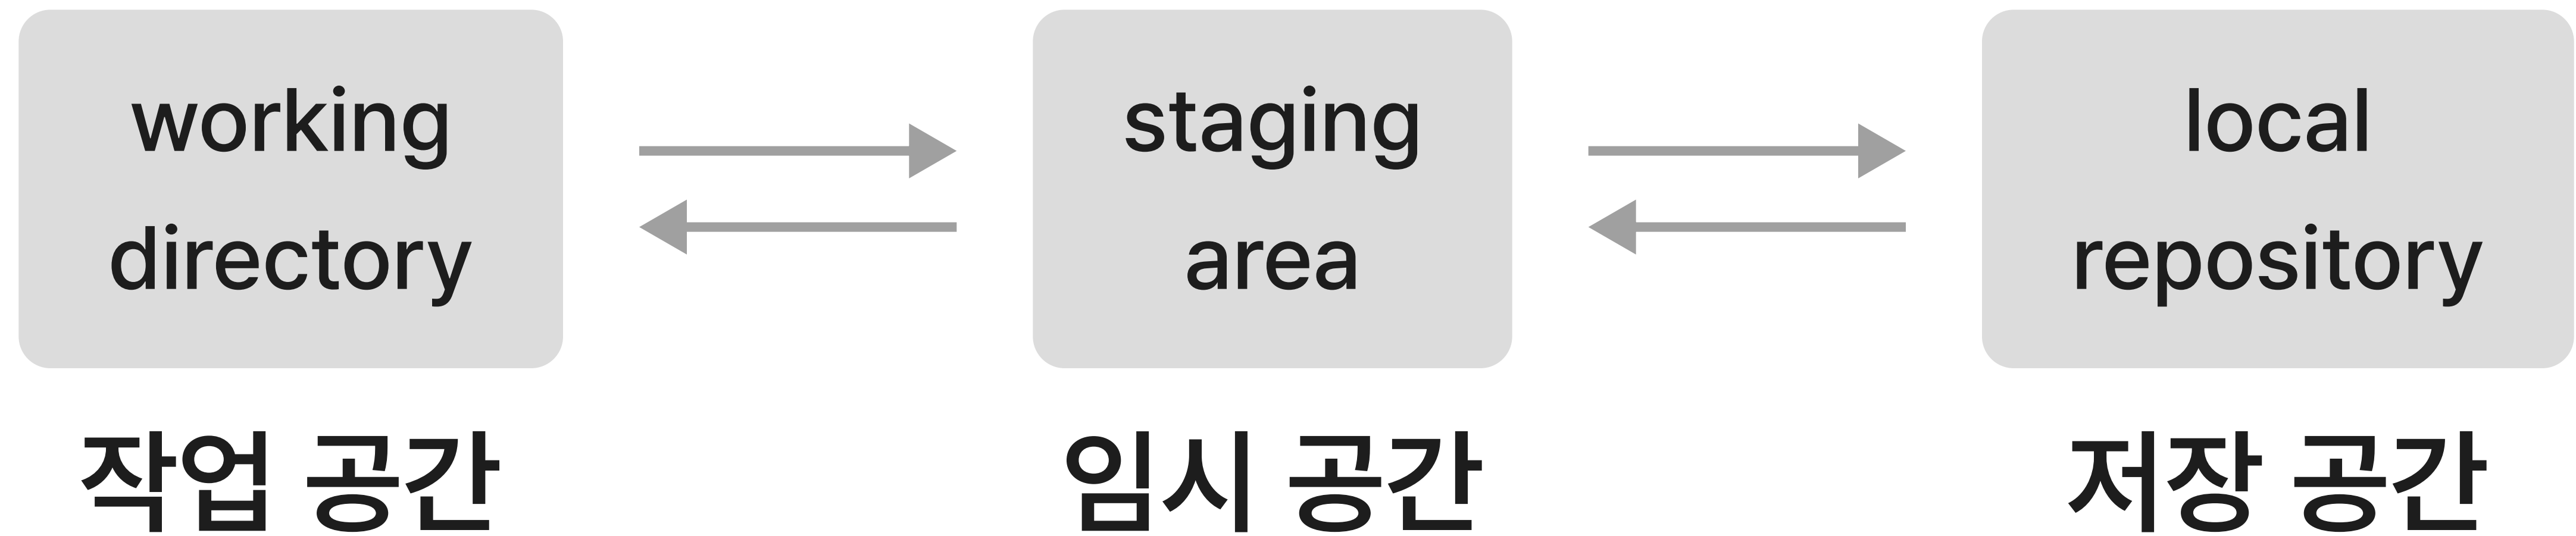 working
directory
staging
area
local
repository
작업 공간
임시 공간
저장 공간